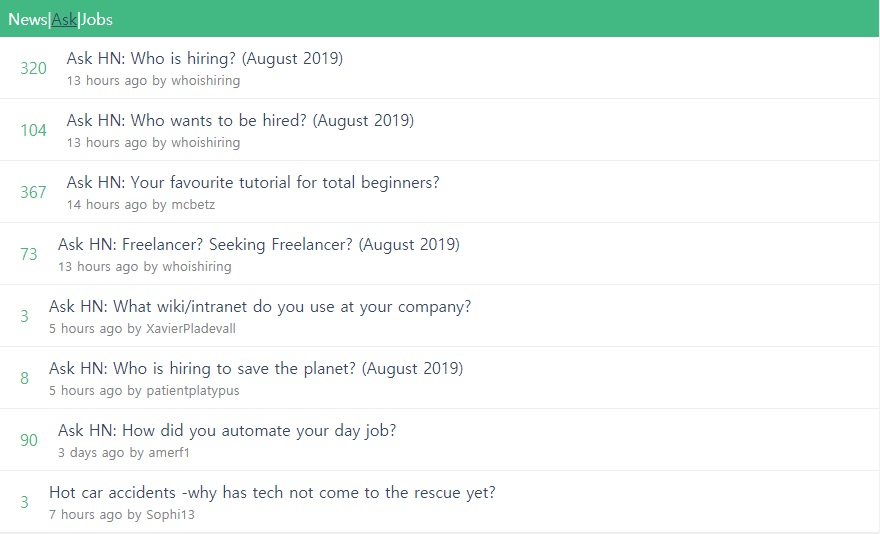 News|Ask|Jobs
320
Ask HN: Who is hiring? (August 2019)
13 hours ago by whoishiring
104
Ask HN: Who wants to be hired? (August 2019)
13 hours ago by whoishiring
367
Ask HN: Your favourite tutorial for total beginners?
14 hours ago by mcbetz
73
Ask HN: Freelancer? Seeking Freelancer? (August 2019)
13 hours ago by whoishiring
3
Ask HN: What wiki/intranet do you use at your company?
5 hours ago by XavierPladevall
8
Ask HN: Who is hiring to save the planet? (August 2019)
5 hours ago by patientplatypus
90
Ask HN: How did you automate your day job?
3 days ago by amerf1
3
Hot car accidents -why has tech not come to the rescue yet?
7 hours ago by Sophi13